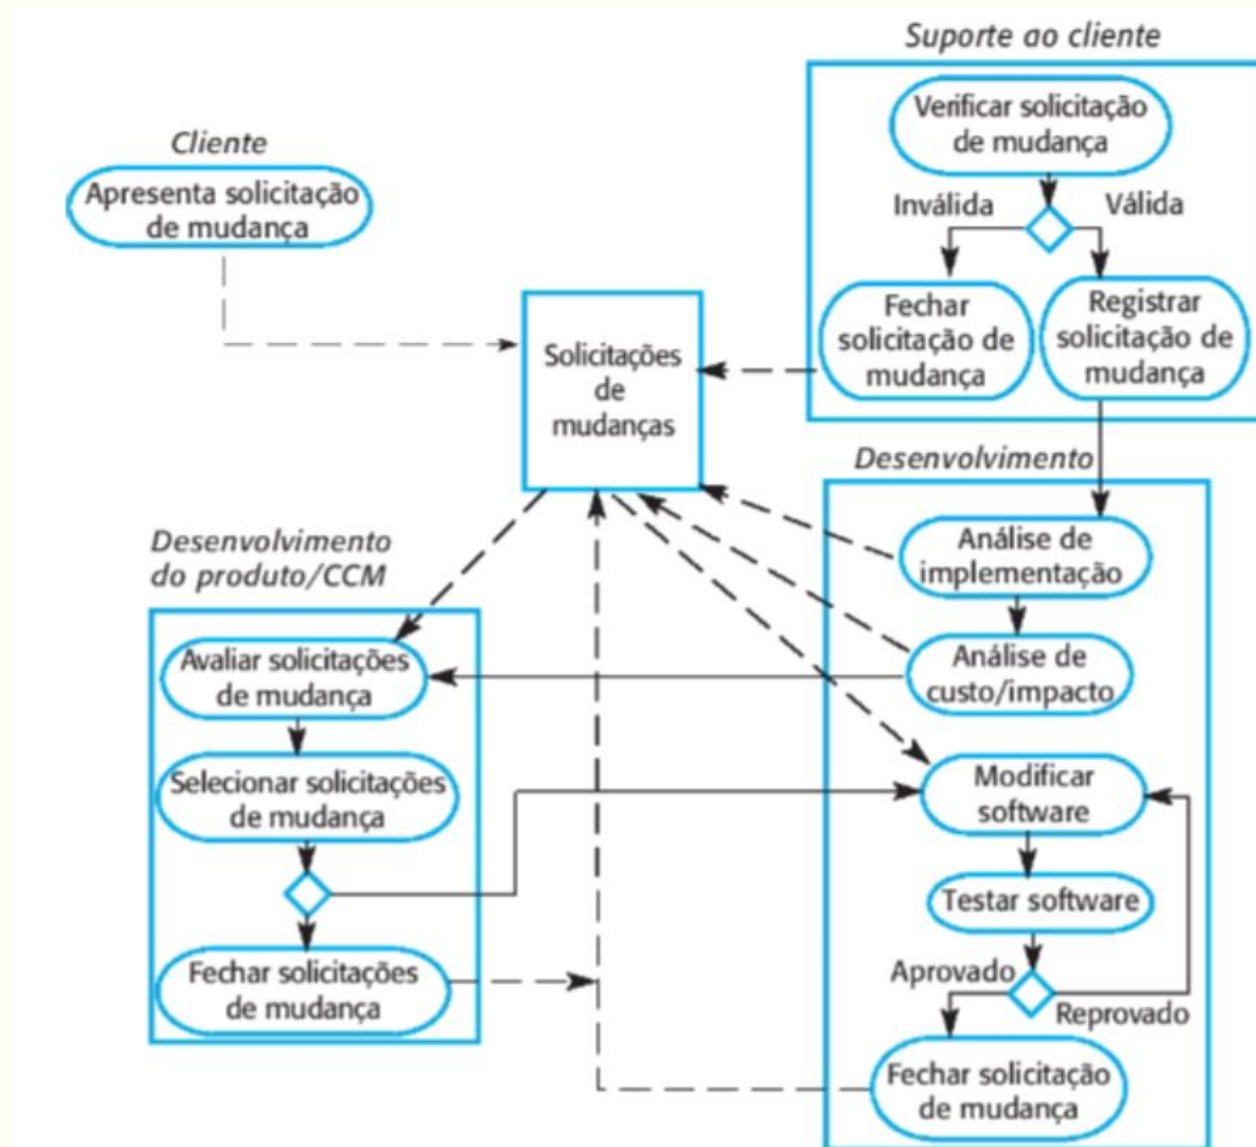 Suporte ao cliente
Verificar solicitação
de mudança
Inválida
Válida
Fechar
solicitação de
mudança
Registrar
solicitação de
mudança
Cliente
Apresenta solicitação
de mudança
Solicitações
de
mudanças
Desenvolvimento
Análise de
implementação
Análise de
custo/impacto
Modificar
software
Testar software
Aprovado
Reprovado
Fechar solicitação
de mudança
Desenvolvimento
do produto/CCM
Avaliar solicitações
de mudança
Selecionar solicitações
de mudança
Fechar solicitações
de mudança